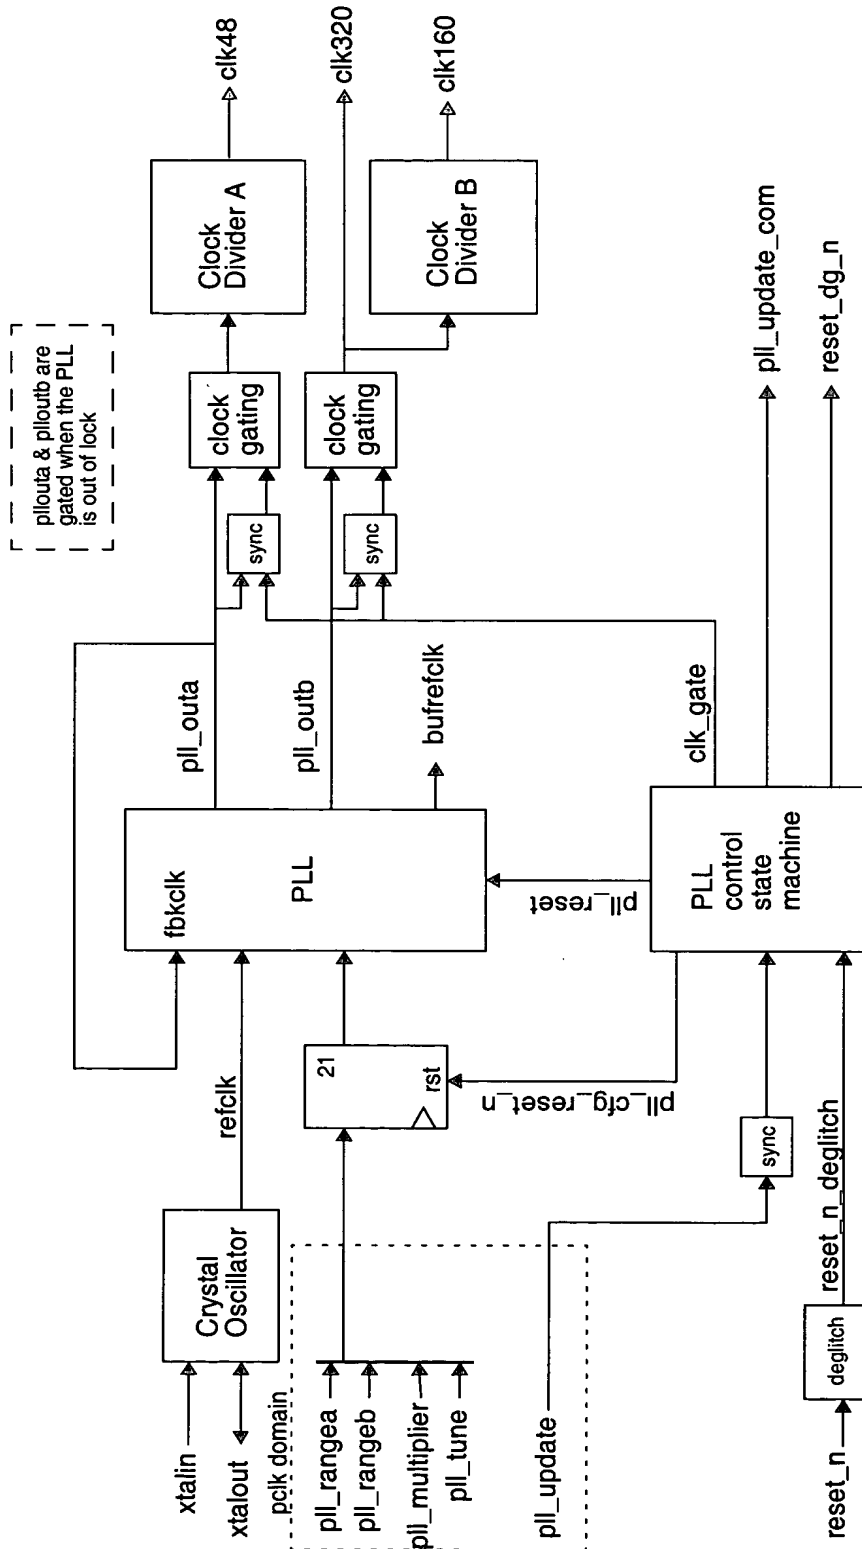 pllouta & plloutb are
gated when the PLL
is out of lock
xtalin
xtalout
Crystal
Oscillator
refclk
fbkclk
PLL
pll_outa
pll_outb
bufrefclk
sync
clock
gating
Clock
Divider A
clk48
sync
clock
gating
clk320
Clock
Divider B
clk160
pclk domain
pll_rangea
pll_rangeb
pll_multiplier
pll_tune
21
rst
pll_cfg_reset_n
pll_reset
pll_update
sync
PLL
control
state
machine
clk_gate
pll_update_com
reset_dg_n
reset_n
deglitch
reset_n_deglitch